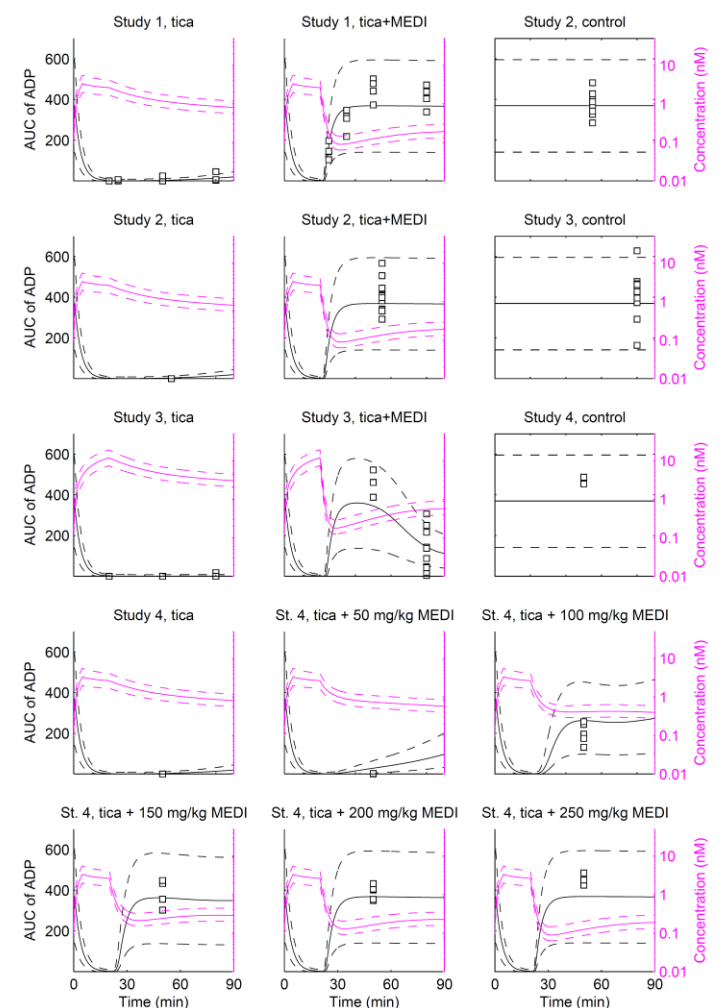 Study 1, tica
Study 1, tica+MEDI
Study 2, control
AUC of ADP
600
400
200
10
1
0.1
0.01
Concentration (nM)
Study 2, tica
Study 2, tica+MEDI
Study 3, control
AUC of ADP
600
400
200
10
1
0.1
0.01
Concentration (nM)
Study 3, tica
Study 3, tica+MEDI
Study 4, control
AUC of ADP
600
400
200
10
1
0.1
0.01
Concentration (nM)
Study 4, tica
St. 4, tica + 50 mg/kg MEDI
St. 4, tica + 100 mg/kg MEDI
AUC of ADP
600
400
200
10
1
0.1
0.01
Concentration (nM)
St. 4, tica + 150 mg/kg MEDI
St. 4, tica + 200 mg/kg MEDI
St. 4, tica + 250 mg/kg MEDI
AUC of ADP
600
400
200
10
1
0.1
0.01
Concentration (nM)
0 30 60 90
0 30 60 90
0 30 60 90
Time (min)
Time (min)
Time (min)